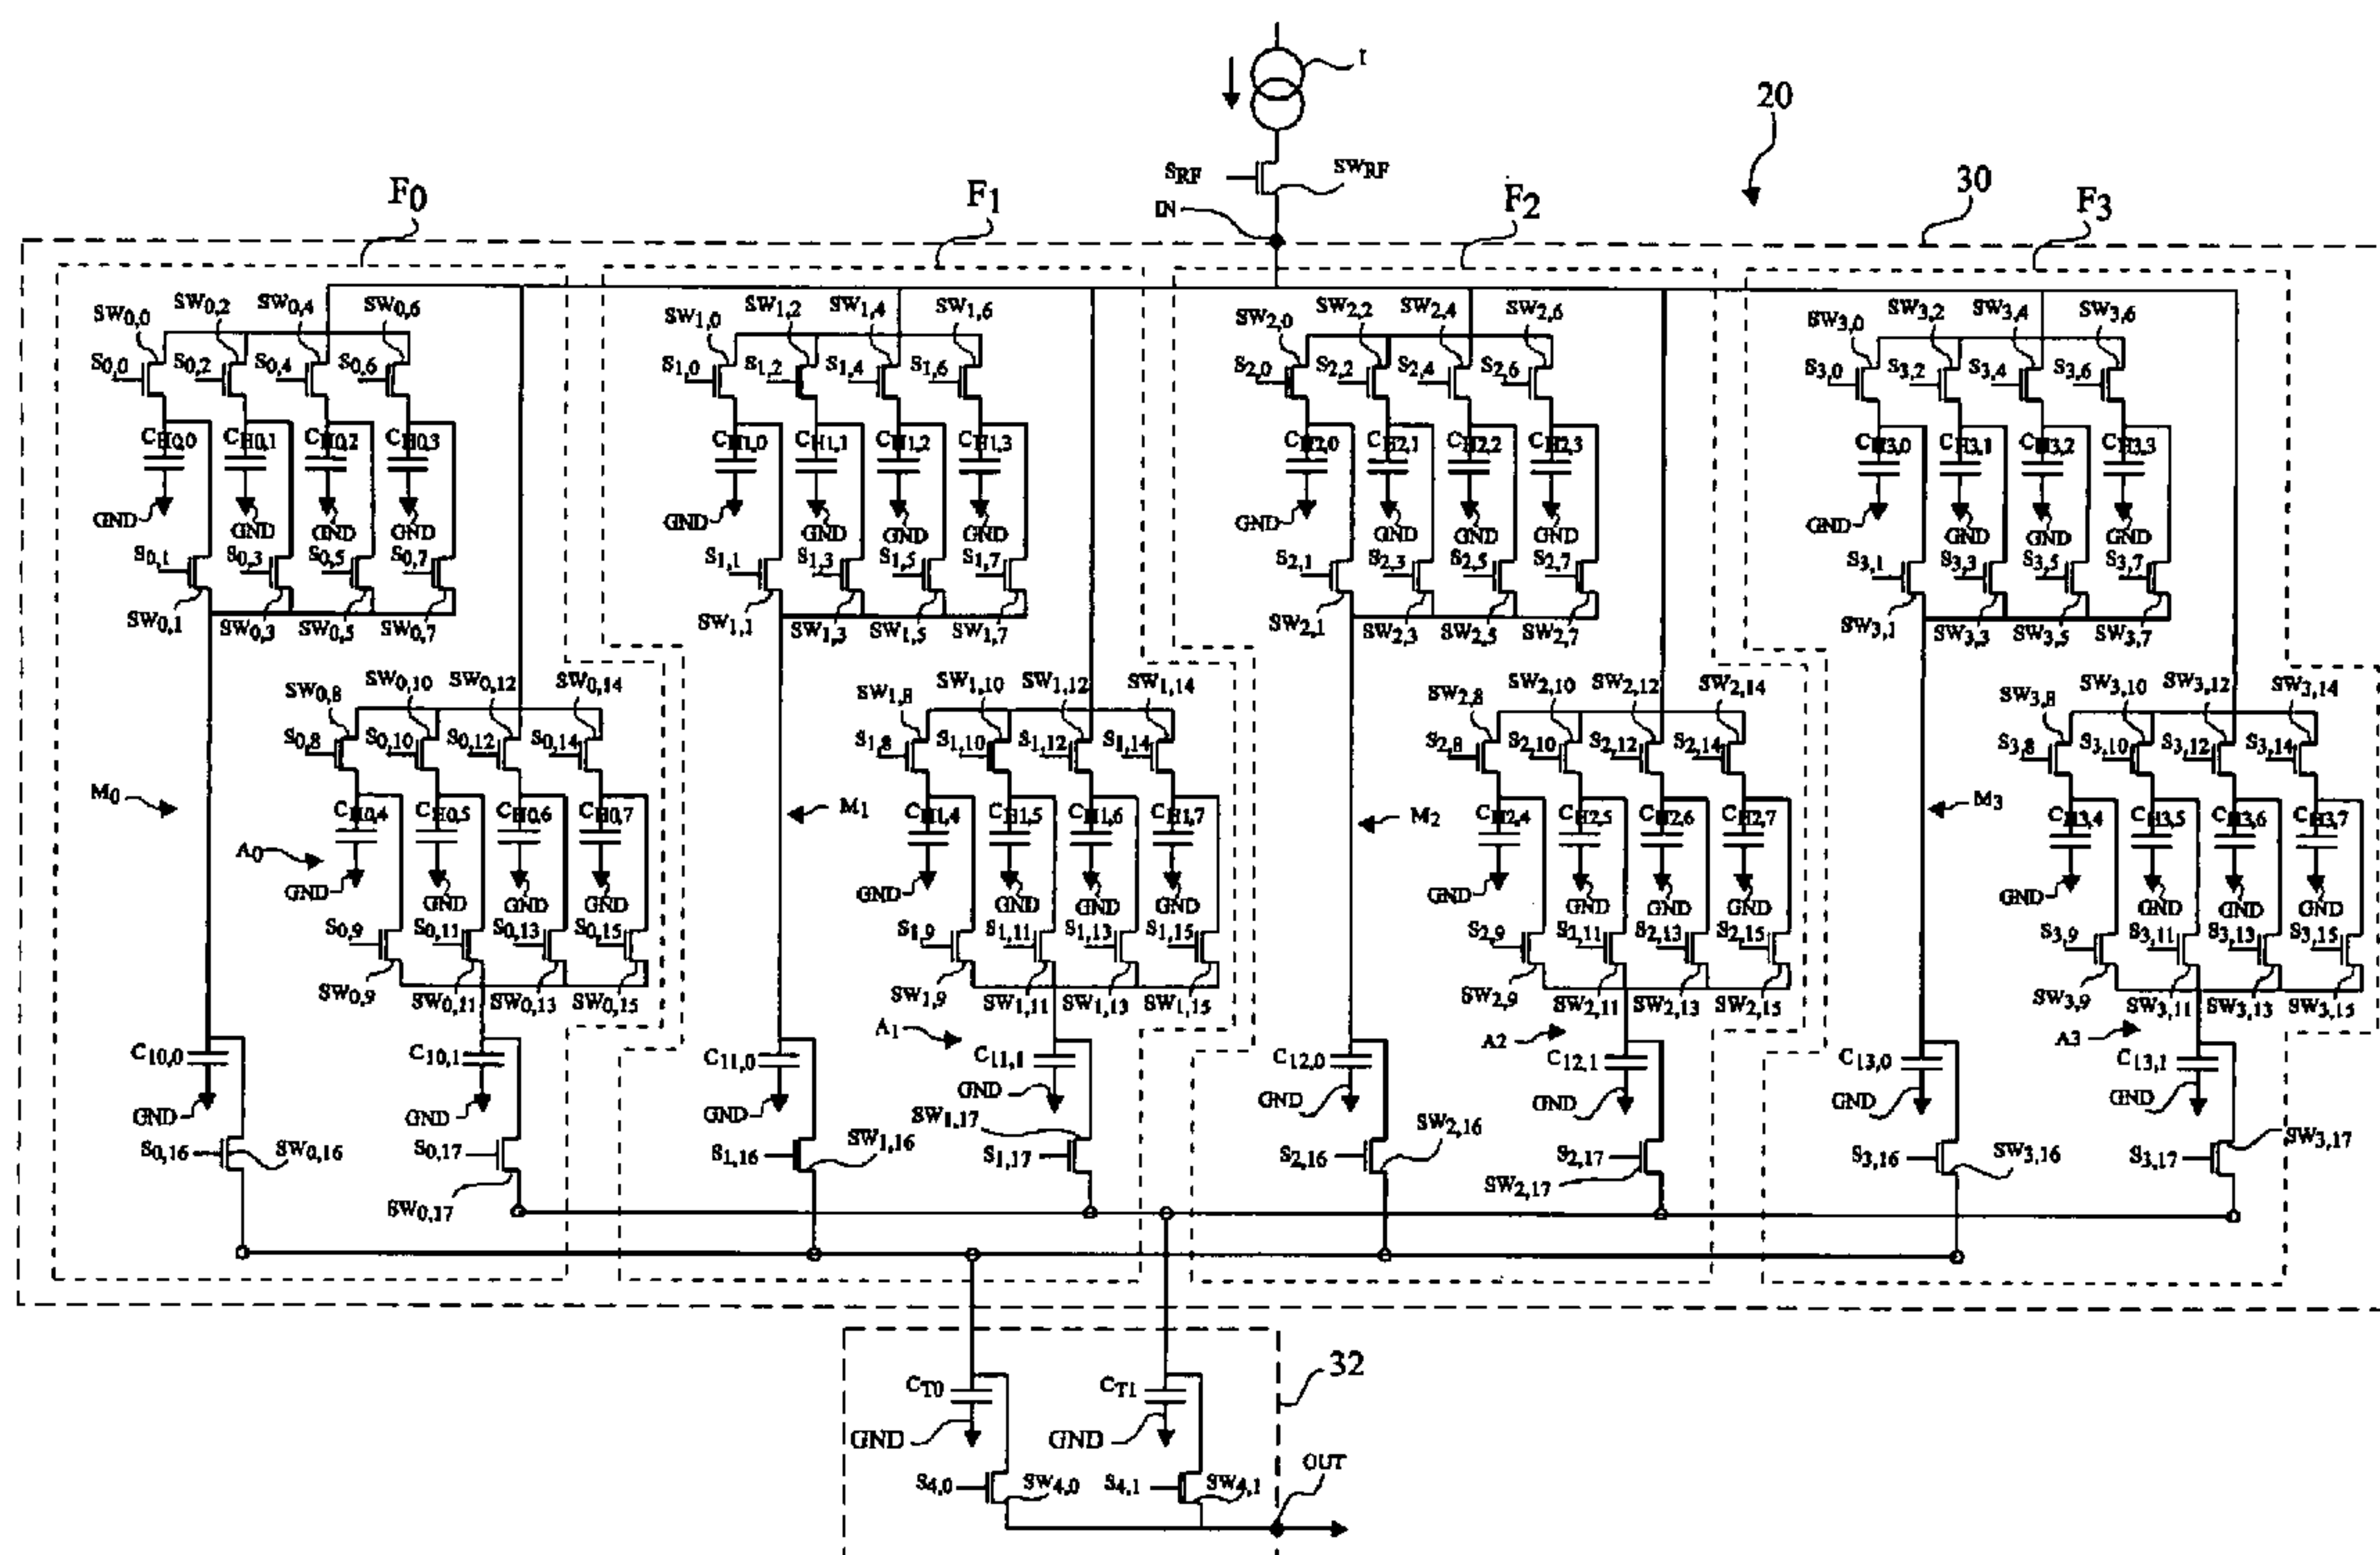 I
20
S_RF SW_RF
IN
F0 F1 F2 30 F3
SW0,0 SW0,2 SW0,4 SW0,6 SW1,0 SW1,2 SW1,4 SW1,6 SW2,0 SW2,2 SW2,4 SW2,6 SW3,0 SW3,2 SW3,4 SW3,6
S0,0 S0,2 S0,4 S0,6 S1,0 S1,2 S1,4 S1,6 S2,0 S2,2 S2,4 S2,6 S3,0 S3,2 S3,4 S3,6
CH0,0 CH0,1 CH0,2 CH0,3 CH1,0 CH1,1 CH1,2 CH1,3 CH2,0 CH2,1 CH2,2 CH2,3 CH3,0 CH3,1 CH3,2 CH3,3
GND GND GND GND GND GND GND GND GND GND GND GND GND GND GND GND
S0,1 S0,3 S0,5 S0,7 S1,1 S1,3 S1,5 S1,7 S2,1 S2,3 S2,5 S2,7 S3,1 S3,3 S3,5 S3,7
SW0,1 SW0,3 SW0,5 SW0,7 SW1,1 SW1,3 SW1,5 SW1,7 SW2,1 SW2,3 SW2,5 SW2,7 SW3,1 SW3,3 SW3,5 SW3,7
SW0,8 SW0,10 SW0,12 SW0,14 SW1,8 SW1,10 SW1,12 SW1,14 SW2,8 SW2,10 SW2,12 SW2,14 SW3,8 SW3,10 SW3,12 SW3,14
S0,8 S0,10 S0,12 S0,14 S1,8 S1,10 S1,12 S1,14 S2,8 S2,10 S2,12 S2,14 S3,8 S3,10 S3,12 S3,14
M0 M1 M2 M3
CH0,4 CH0,5 CH0,6 CH0,7 CH1,4 CH1,5 CH1,6 CH1,7 CH2,4 CH2,5 CH2,6 CH2,7 CH3,4 CH3,5 CH3,6 CH3,7
A0
GND GND GND GND GND GND GND GND GND GND GND GND GND GND GND GND
S0,9 S0,11 S0,13 S0,15 S1,9 S1,11 S1,13 S1,15 S2,9 S2,11 S2,13 S2,15 S3,9 S3,11 S3,13 S3,15
SW0,9 SW0,11 SW0,13 SW0,15 SW1,9 SW1,11 SW1,13 SW1,15 SW2,9 SW2,11 SW2,13 SW2,15 SW3,9 SW3,11 SW3,13 SW3,15
A1 A2 A3
C10,0 C10,1 C11,0 C11,1 C12,0 C12,1 C13,0 C13,1
GND GND GND GND GND GND GND GND
S0,16 SW0,16 S0,17 SW0,17 S1,16 SW1,16 SW1,17 S1,17 S2,16 SW2,16 S2,17 SW2,17 S3,16 SW3,16 S3,17 SW3,17
32
CT0 CT1
GND GND
OUT
S4,0 SW4,0 S4,1 SW4,1